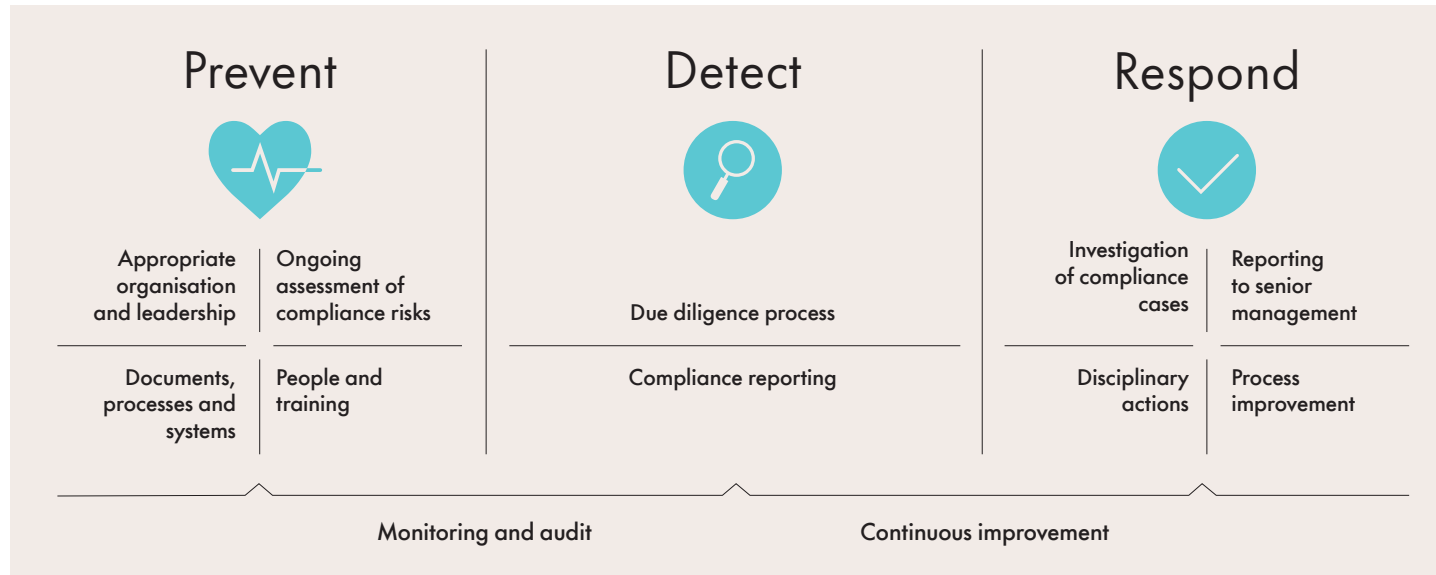 Prevent
Appropriate
organisation
and leadership
Ongoing
assessment of
compliance risks
Documents,
processes and
systems
People and
training
Detect
Due diligence process
Compliance reporting
Respond
Investigation
of compliance
cases
Reporting
to senior
management
Disciplinary
actions
Process
improvement
Monitoring and audit
Continuous improvement